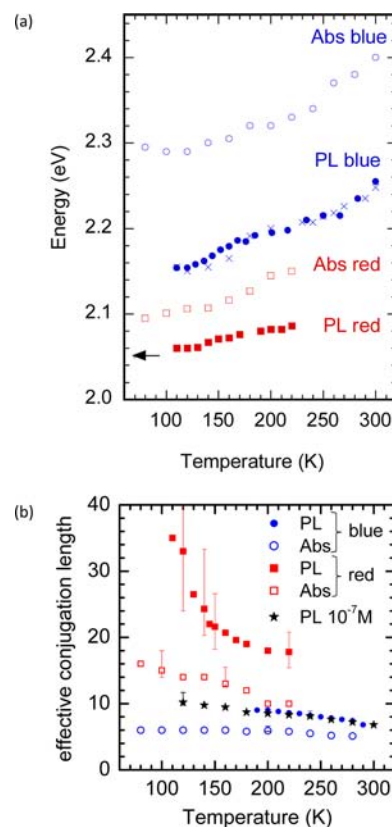 (a)
Abs blue
2.4
2.3
PL blue
2.2
Abs red
2.1
PL red
2.0
Energy (eV)
100 150 200 250 300
Temperature (K)
(b)
40
30
20
10
0
effective conjugation length
PL
Abs
blue
PL
Abs
red
PL 10⁻⁷M
100 150 200 250 300
Temperature (K)